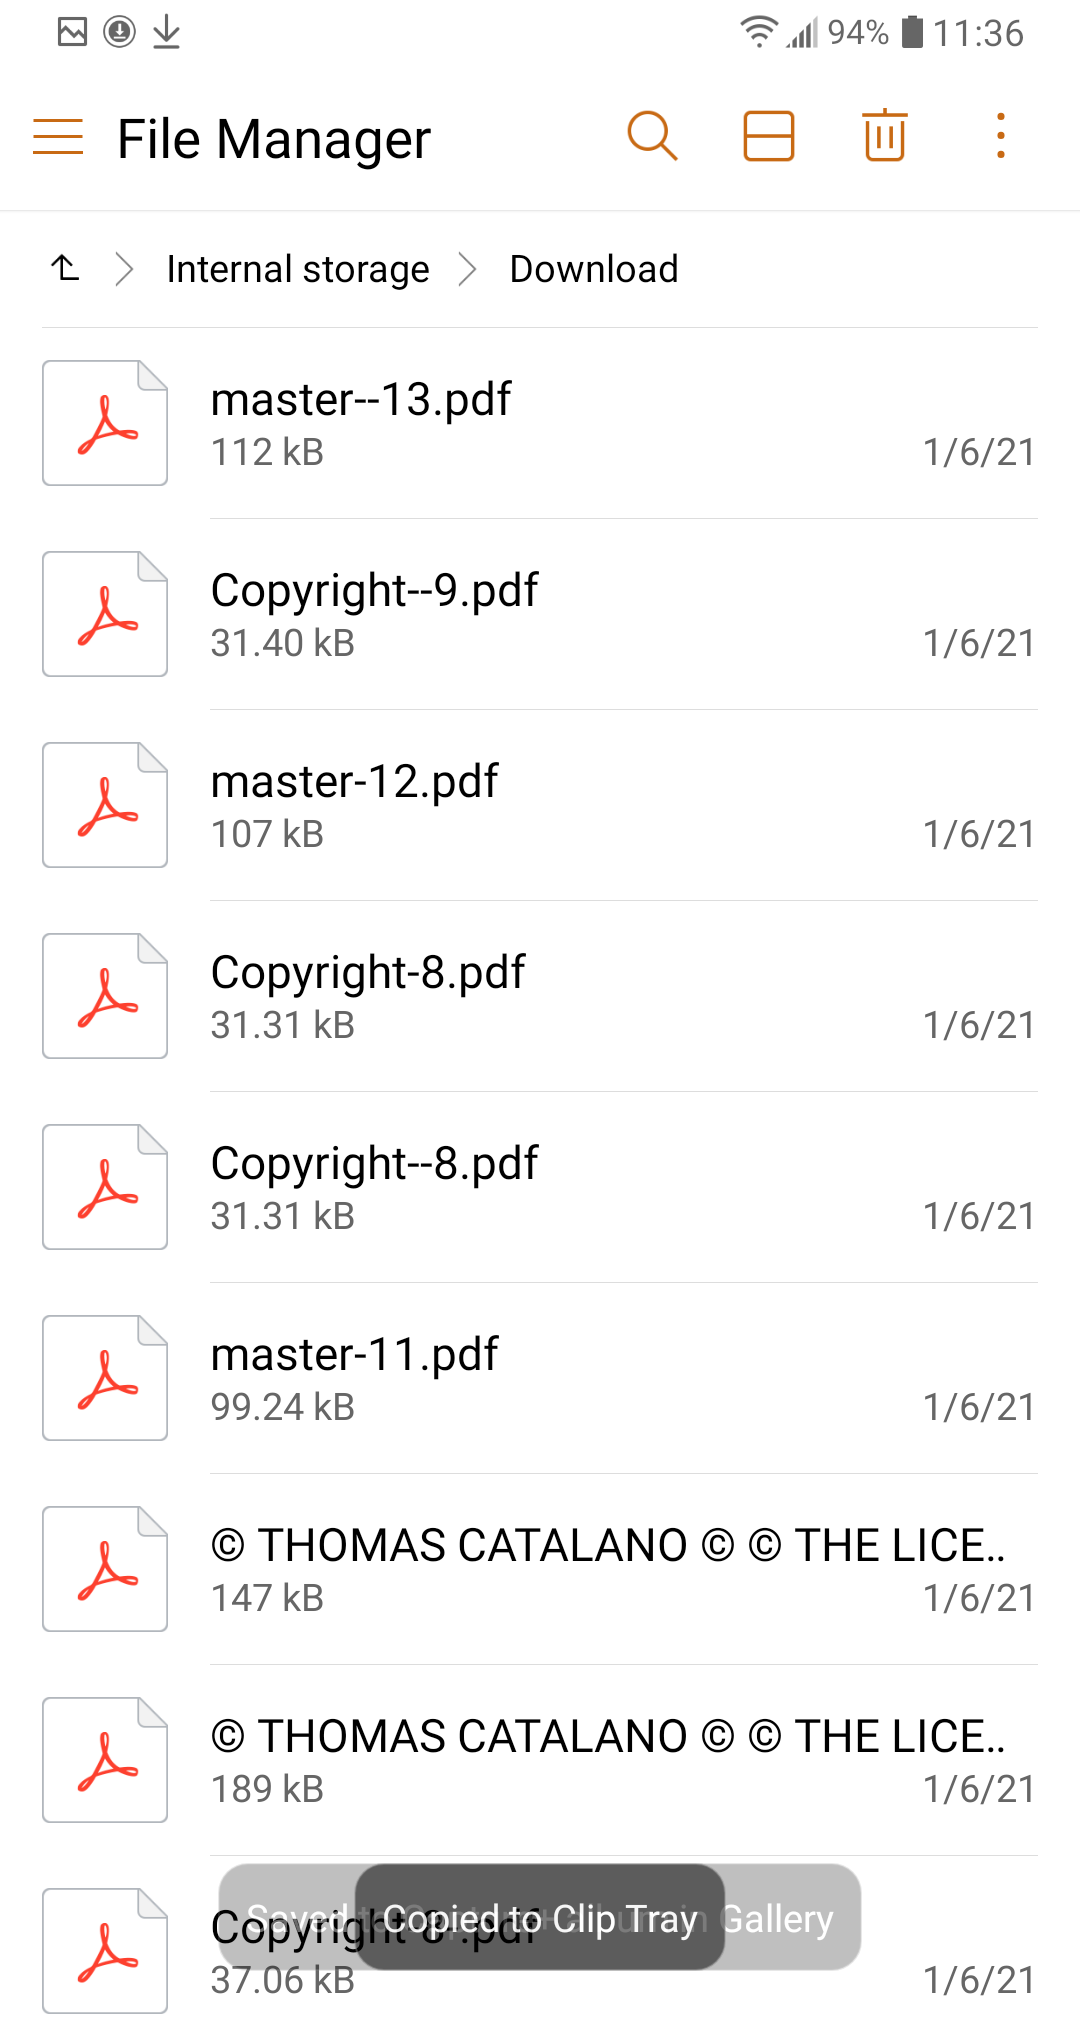 94% 11:36
File Manager
Internal storage Download
master--13.pdf
112 kB 1/6/21
Copyright--9.pdf
31.40 kB 1/6/21
master-12.pdf
107 kB 1/6/21
Copyright-8.pdf
31.31 kB 1/6/21
Copyright--8.pdf
31.31 kB 1/6/21
master-11.pdf
99.24 kB 1/6/21
© THOMAS CATALANO © © THE LICE..
147 kB 1/6/21
© THOMAS CATALANO © © THE LICE..
189 kB 1/6/21
Saved Gallery
Copied to Clip Tray
37.06 kB 1/6/21